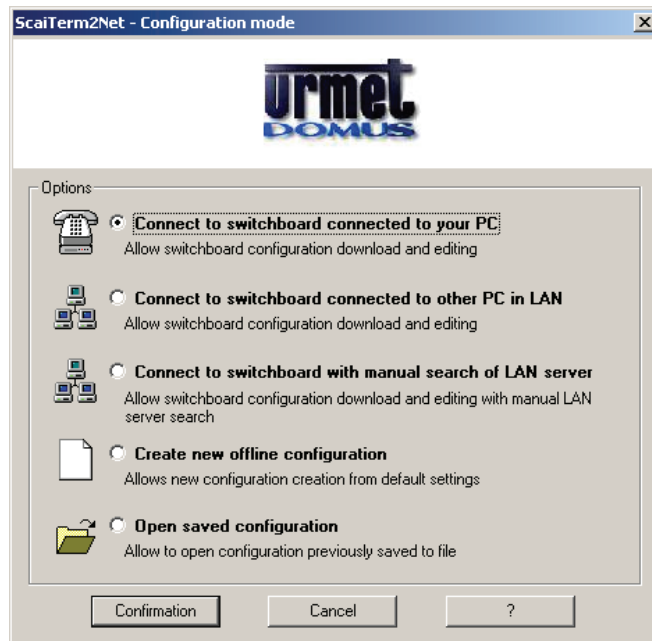 ScaiTerm2Net - Configuration mode
urmet
DOMUS
Options
Connect to switchboard connected to your PC
Allow switchboard configuration download and editing
Connect to switchboard connected to other PC in LAN
Allow switchboard configuration download and editing
Connect to switchboard with manual search of LAN server
Allow switchboard configuration download and editing with manual LAN
server search
Create new offline configuration
Allows new configuration creation from default settings
Open saved configuration
Allow to open configuration previously saved to file
Confirmation
Cancel
?